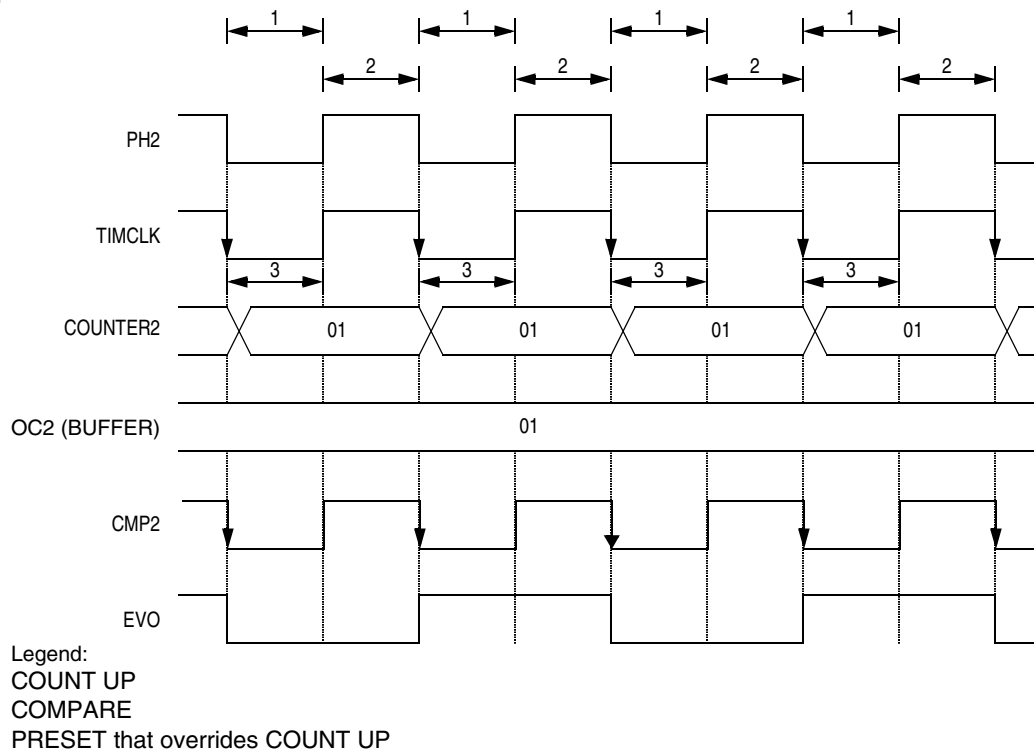 1 1 1 1
2 2 2 2
PH2
TIMCLK
3 3 3 3
COUNTER2 01 01 01 01
OC2 (BUFFER) 01
CMP2
EVO
Legend:
COUNT UP
COMPARE
PRESET that overrides COUNT UP